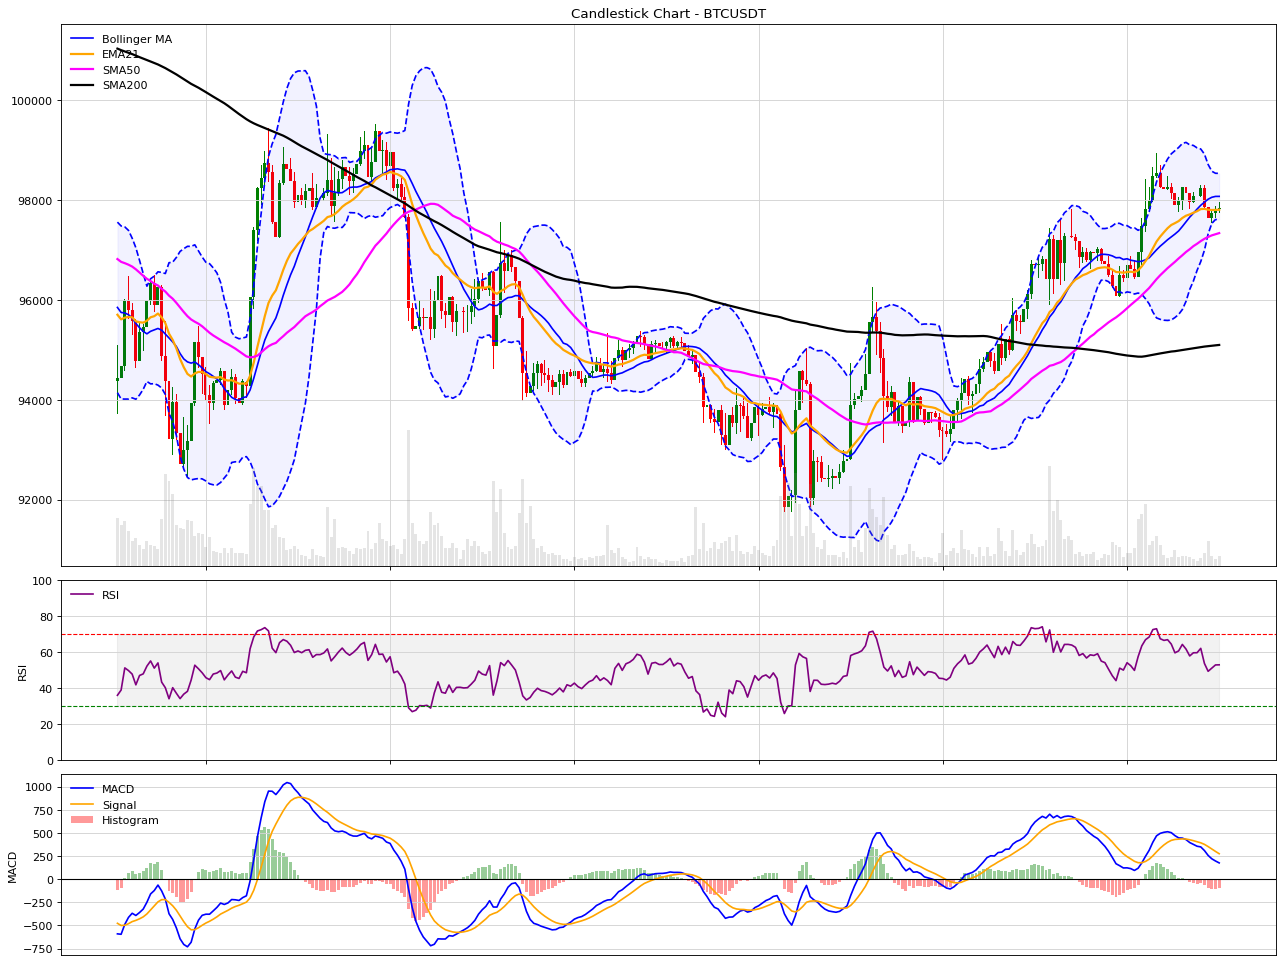 Candlestick Chart - BTCUSDT
Bollinger MA
EMA21
SMA50
SMA200
100000
98000
96000
94000
92000
RSI
100
80
60
40
20
0
RSI
MACD
Signal
Histogram
1000
750
500
250
0
−250
−500
−750
MACD